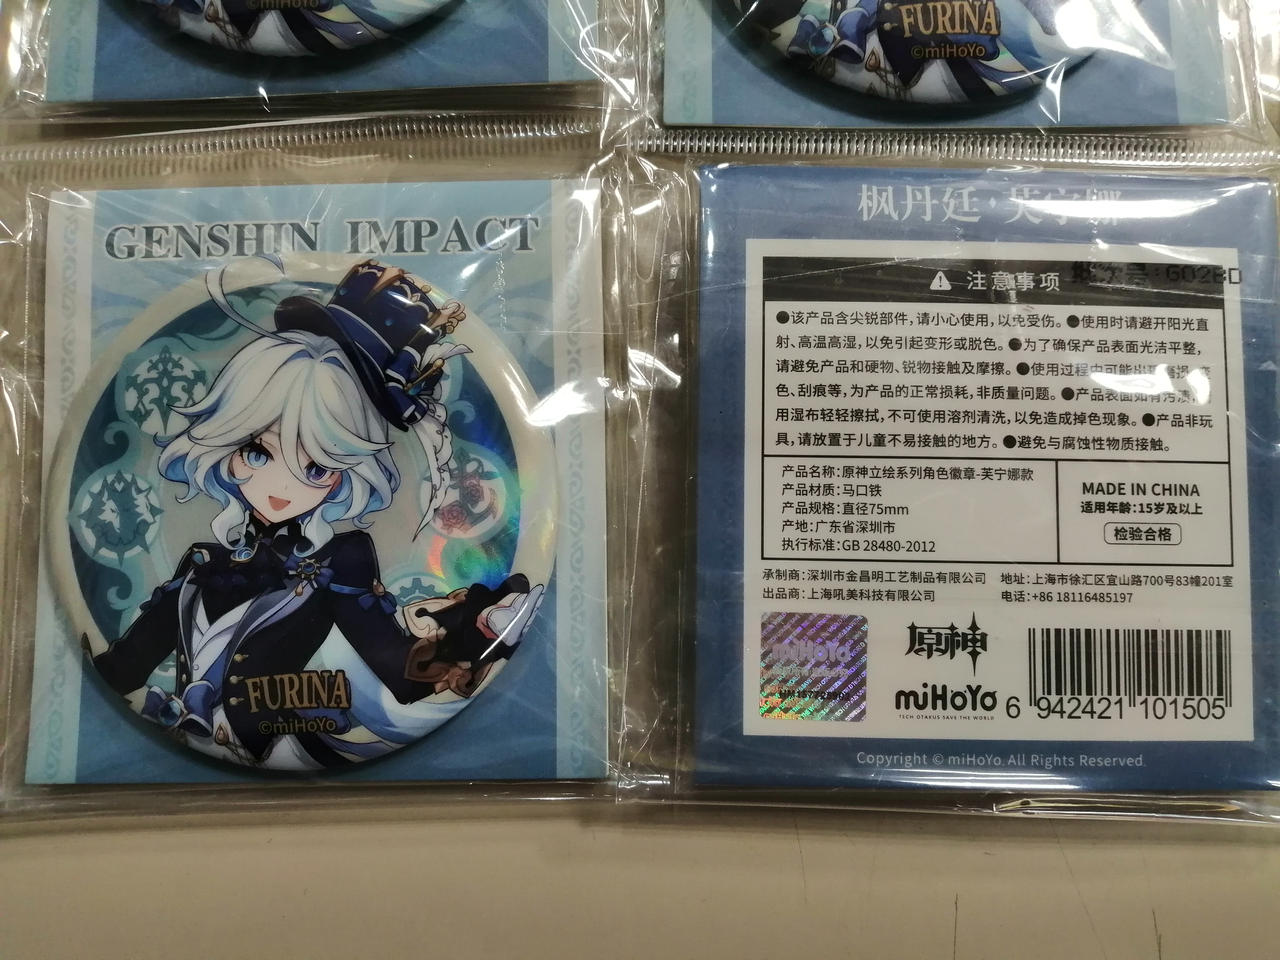 ©miHoYo
FURINA
©miHoYo
GENSHIN IMPACT
FURINA
©miHoYo
枫丹廷·芙宁娜
注意事项
批次号:G02BD
●该产品含尖锐部件,请小心使用,以免受伤。●使用时请避开阳光直
射、高温高湿,以免引起变形或脱色。●为了确保产品表面光洁平整,
请避免产品和硬物、锐物接触及摩擦。●使用过程中可能出现
色、刮痕等,为产品的正常损耗,非质量问题。●产品表面如有污渍,
用湿布轻轻擦拭,不可使用溶剂清洗,以免造成掉色现象。●产品非玩
具,请放置于儿童不易接触的地方。●避免与腐蚀性物质接触。
产品名称:原神立绘系列角色徽章-芙宁娜款
产品材质:马口铁
产品规格:直径75mm
产地:广东省深圳市
执行标准:GB 28480-2012
MADE IN CHINA
适用年龄:15岁及以上
检验合格
承制商:深圳市金昌明工艺制品有限公司
出品商:上海吼美科技有限公司
地址:上海市徐汇区宜山路700号83幢201室
电话:+86 18116485197
miHoYo
原神
miHoYo
TECH OTAKUS SAVE THE WORLD
6 942421 101505
Copyright © miHoYo. All Rights Reserved.